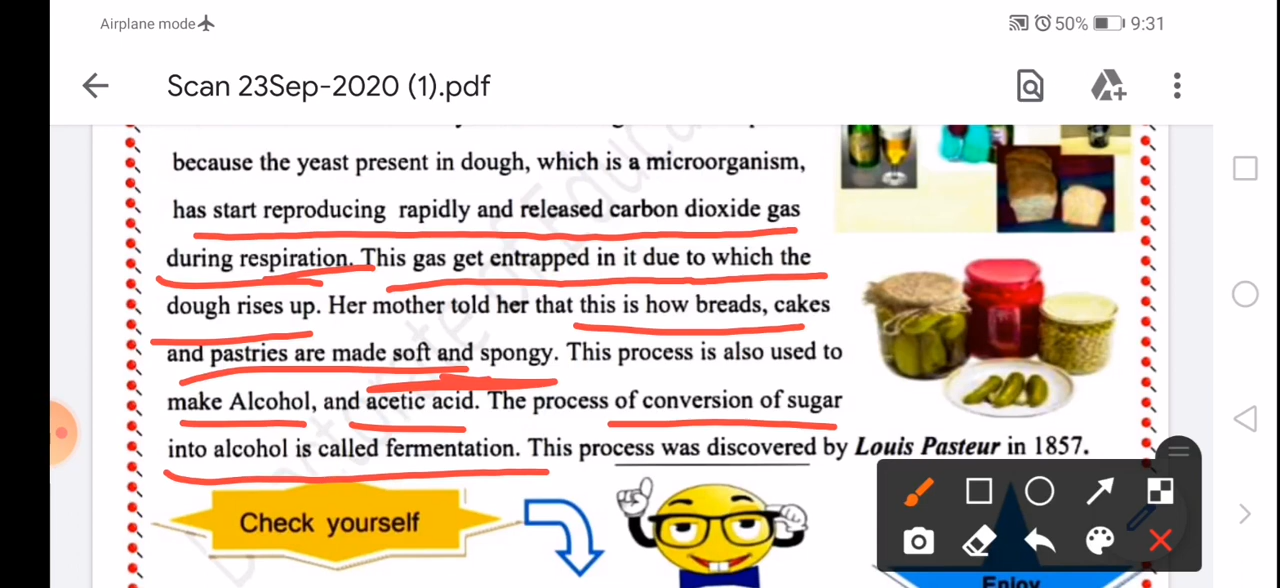 Airplane mode
50% 9:31
Scan 23Sep-2020 (1).pdf
because the yeast present in dough, which is a microorganism,
has start reproducing rapidly and released carbon dioxide gas
during respiration. This gas get entrapped in it due to which the
dough rises up. Her mother told her that this is how breads, cakes
and pastries are made soft and spongy. This process is also used to
make Alcohol, and acetic acid. The process of conversion of sugar
into alcohol is called fermentation. This process was discovered by Louis Pasteur in 1857.
Check yourself
Enjoy